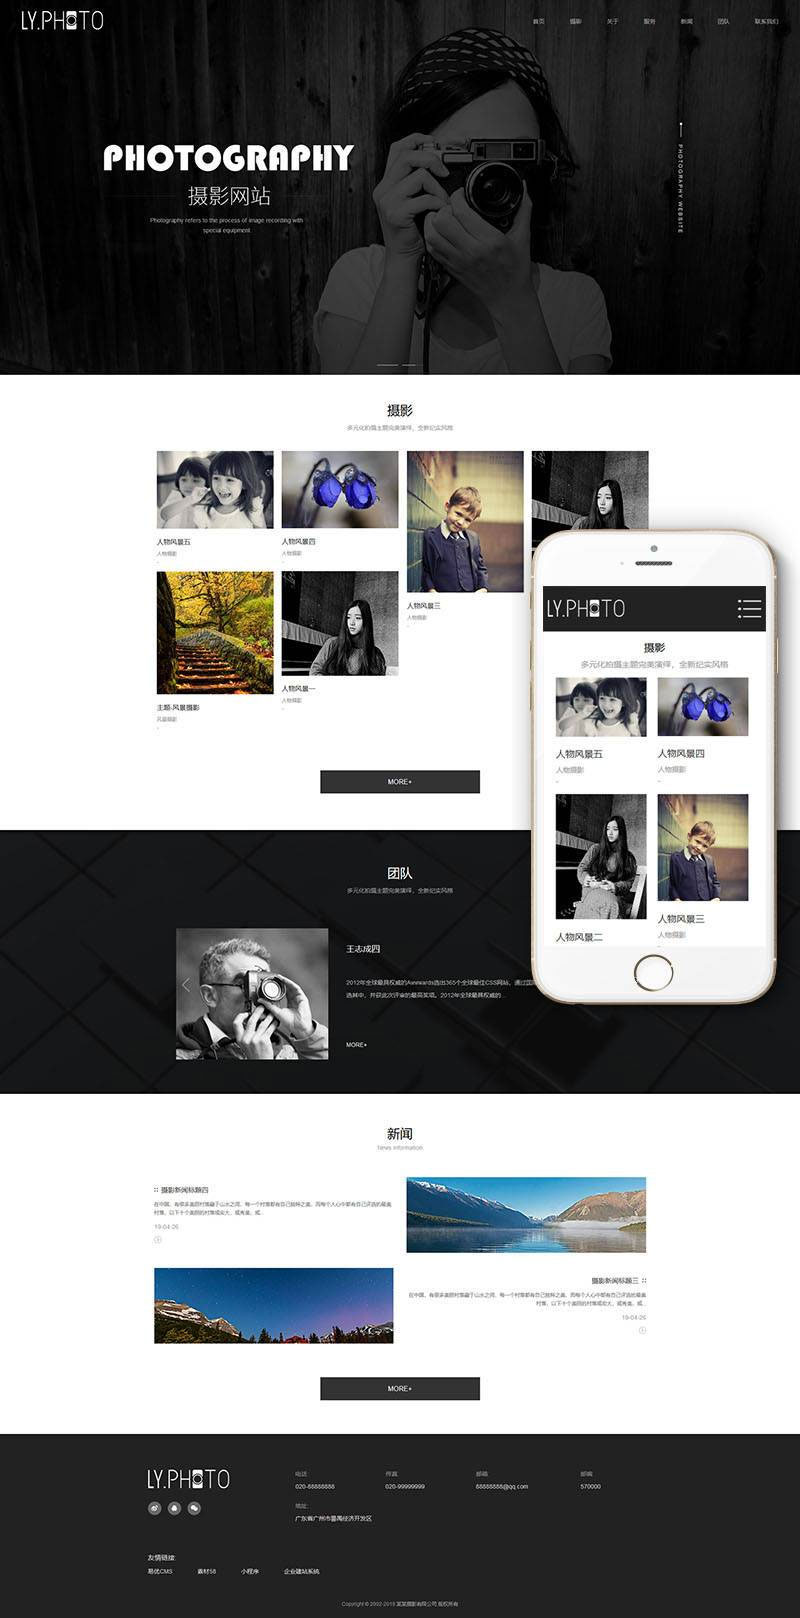 LY.PHOTO
首页 摄影 关于 服务 新闻 团队 联系我们
PHOTOGRAPHY
摄影网站
Photography refers to the process of image recording with
special equipment
PHOTOGRAPHY WEBSITE
摄影
多元化拍摄主题完美演绎，全新纪实风格
人物风景五
人物摄影
人物风景四
人物摄影
人物风景三
人物摄影
主题-风景摄影
风景摄影
人物风景一
人物摄影
MORE+
LY.PHOTO
摄影
多元化拍摄主题完美演绎，全新纪实风格
人物风景五
人物摄影
人物风景四
人物摄影
人物风景二
人物风景三
人物摄影
团队
多元化拍摄主题完美演绎，全新纪实风格
王志成四
2012年全球最具权威的Awwwards选出365个全球最佳CSS网站，通过国
选其中，并获此次评审的最高奖项。2012年全球最具权威的...
MORE+
新闻
News information
摄影新闻标题四
在中国，有很多美丽村落藏于山水之间，每一个村落都有自己独特之美。而每个人心中都有自己评选的最美
村落，以下十个美丽的村落或宏大、或秀美、或...
19-04-26
摄影新闻标题三
在中国，有很多美丽村落藏于山水之间，每一个村落都有自己独特之美。而每个人心中都有自己评选的最美
村落，以下十个美丽的村落或宏大、或秀美、或...
19-04-26
MORE+
LY.PHOTO
电话
020-88888888
传真
020-99999999
邮箱
88888888@qq.com
邮编
570000
地址:
广东省广州市番禺经济开发区
友情链接:
易优CMS 素材58 小程序 企业建站系统
Copyright © 2002-2019 某某摄影有限公司 版权所有